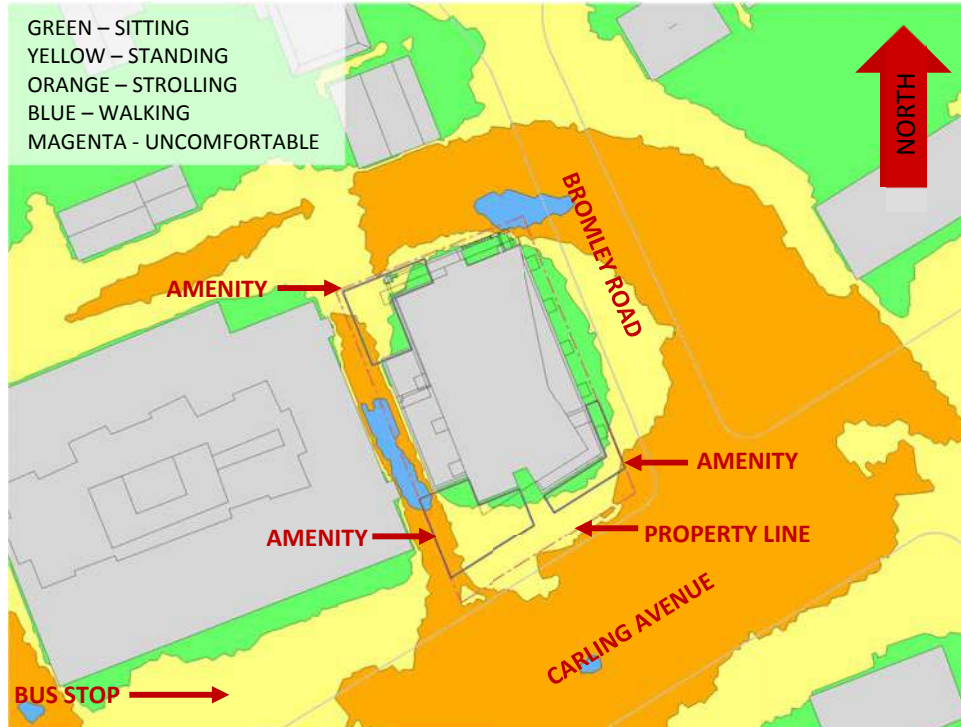 GREEN – SITTING
YELLOW – STANDING
ORANGE – STROLLING
BLUE – WALKING
MAGENTA - UNCOMFORTABLE
NORTH
BROMLEY ROAD
AMENITY
AMENITY
AMENITY
PROPERTY LINE
CARLING AVENUE
BUS STOP